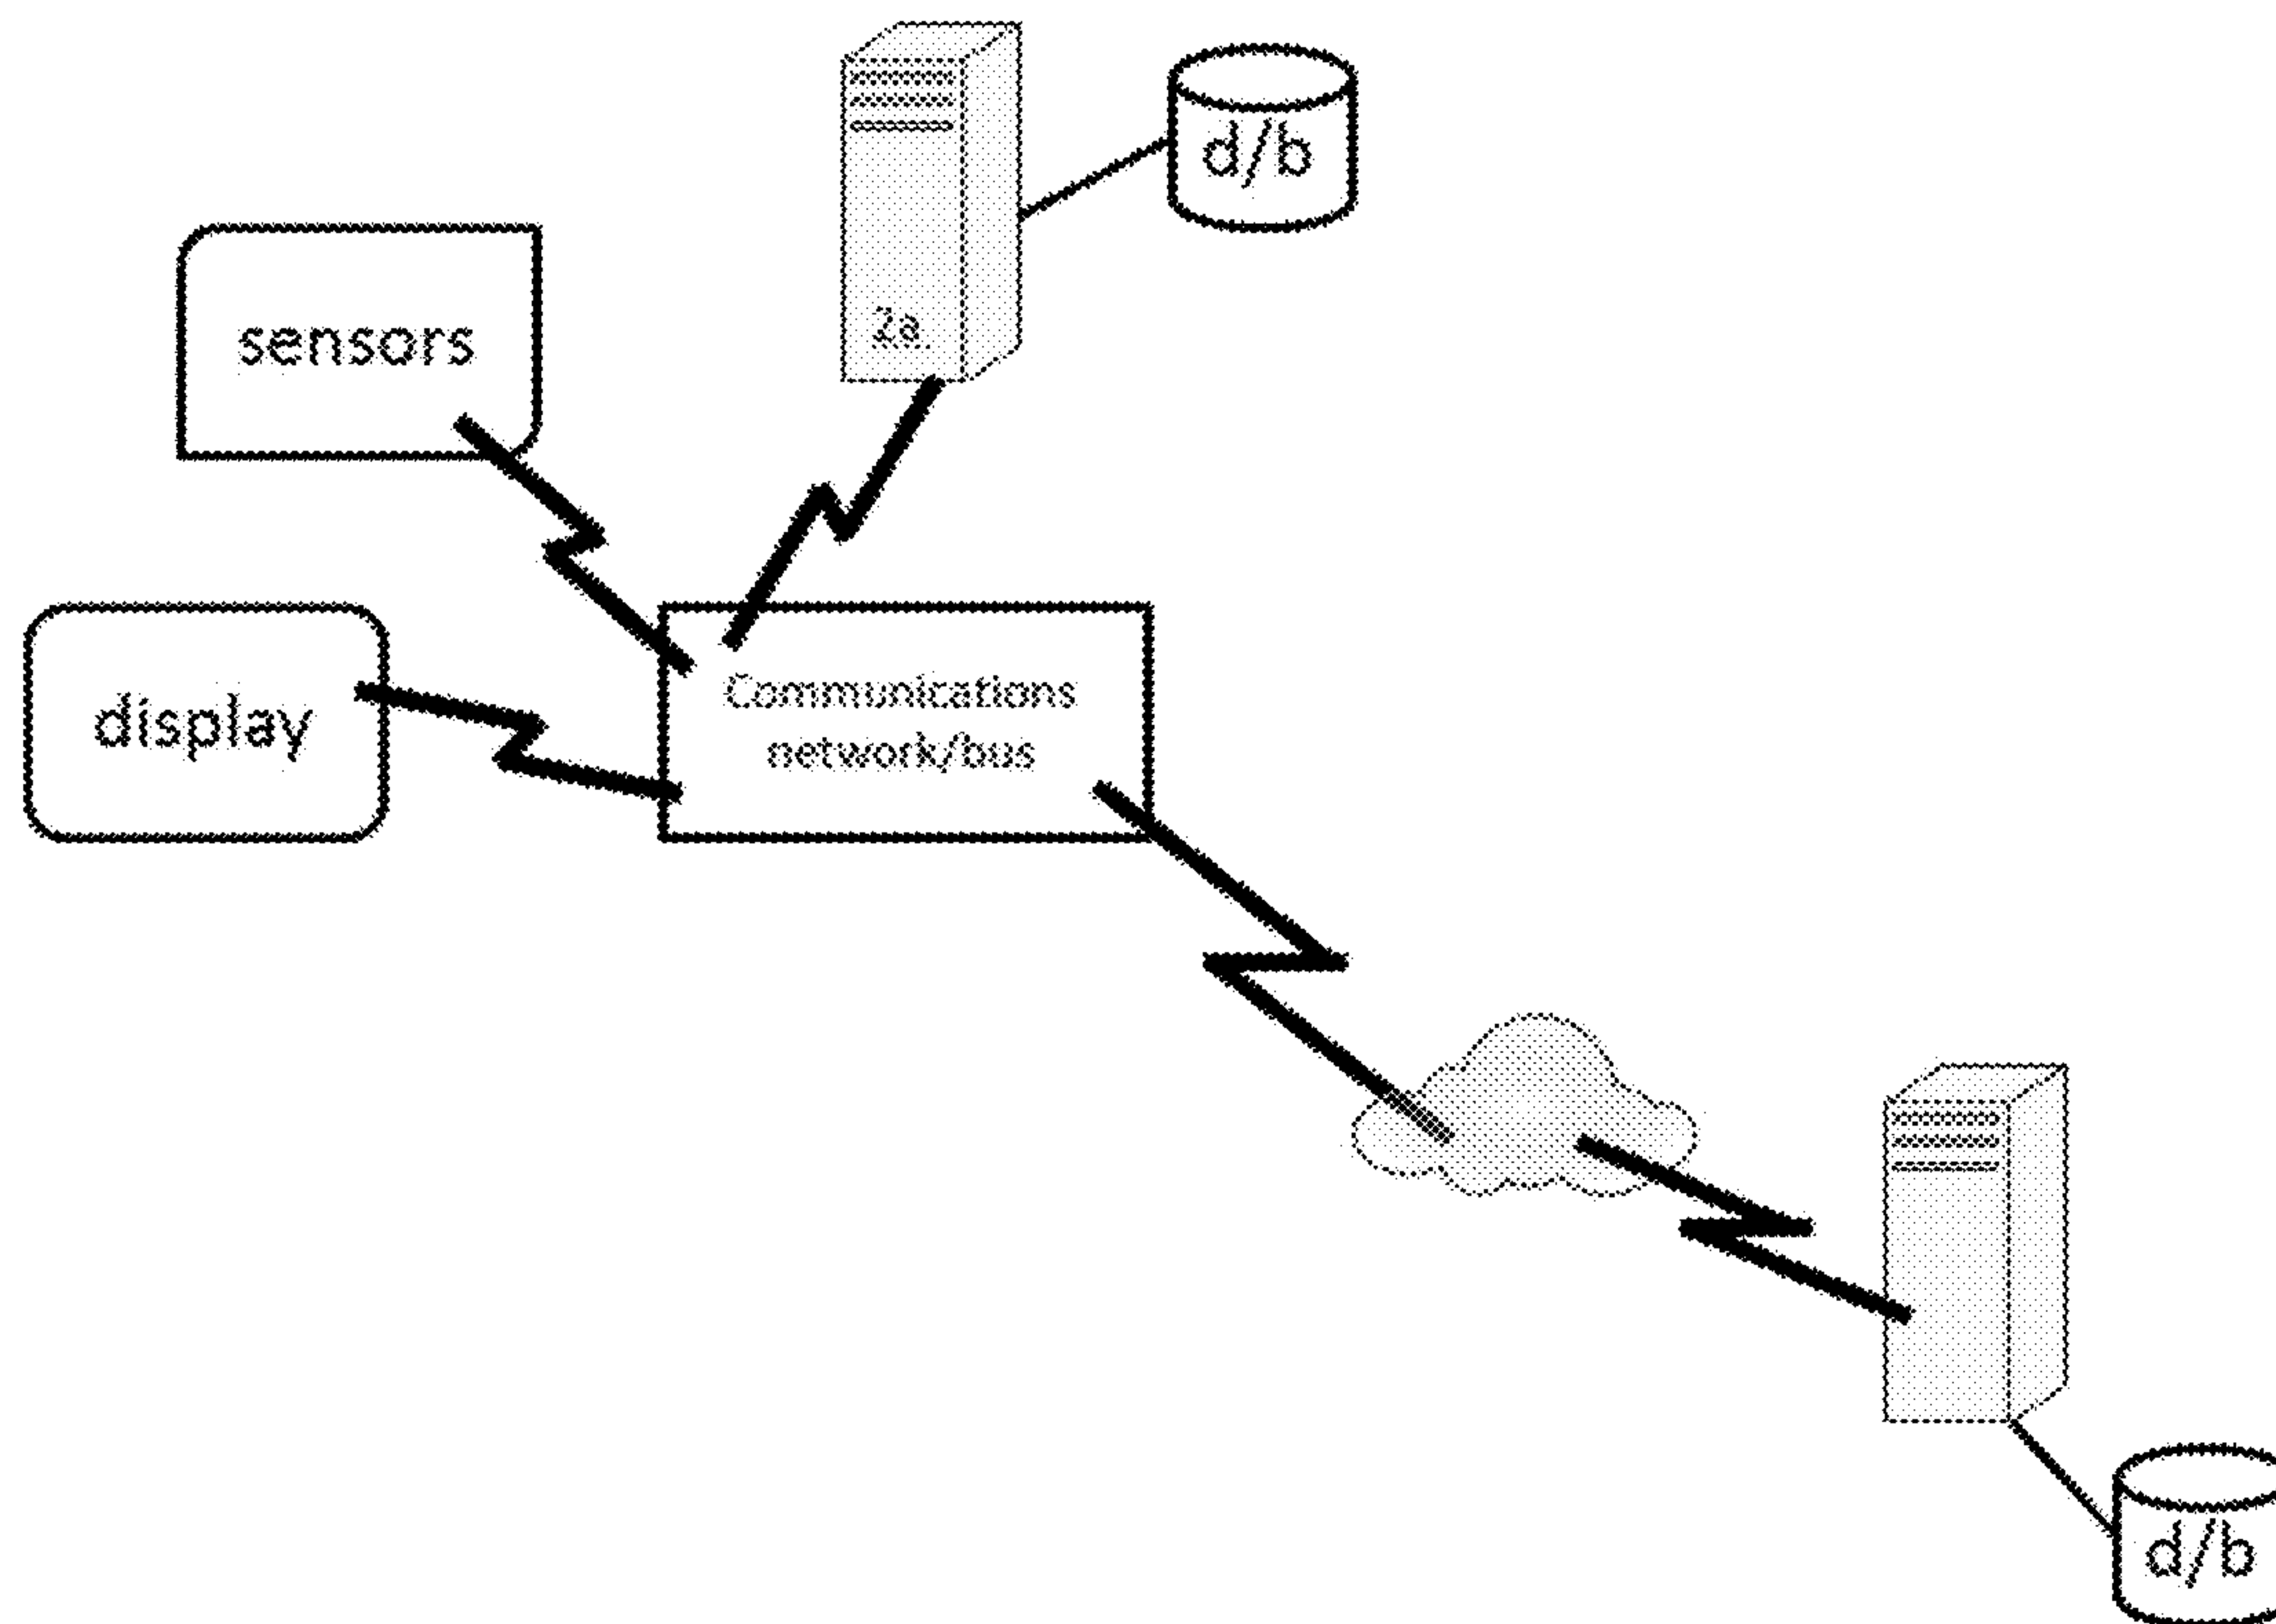 d/b
2a
sensors
Communications
network/bus
display
d/b